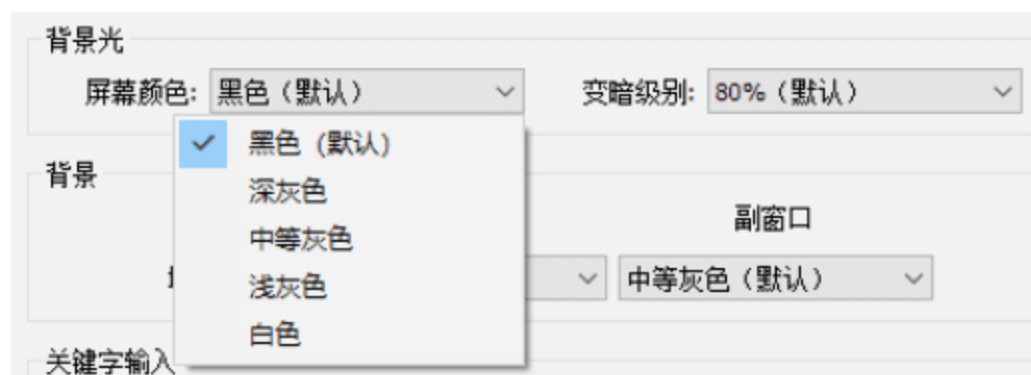 背景光
屏幕颜色: 黑色（默认） 变暗级别: 80%（默认）
黑色（默认）
背景
深灰色
副窗口
中等灰色
中等灰色（默认）
浅灰色
白色
关键字输入